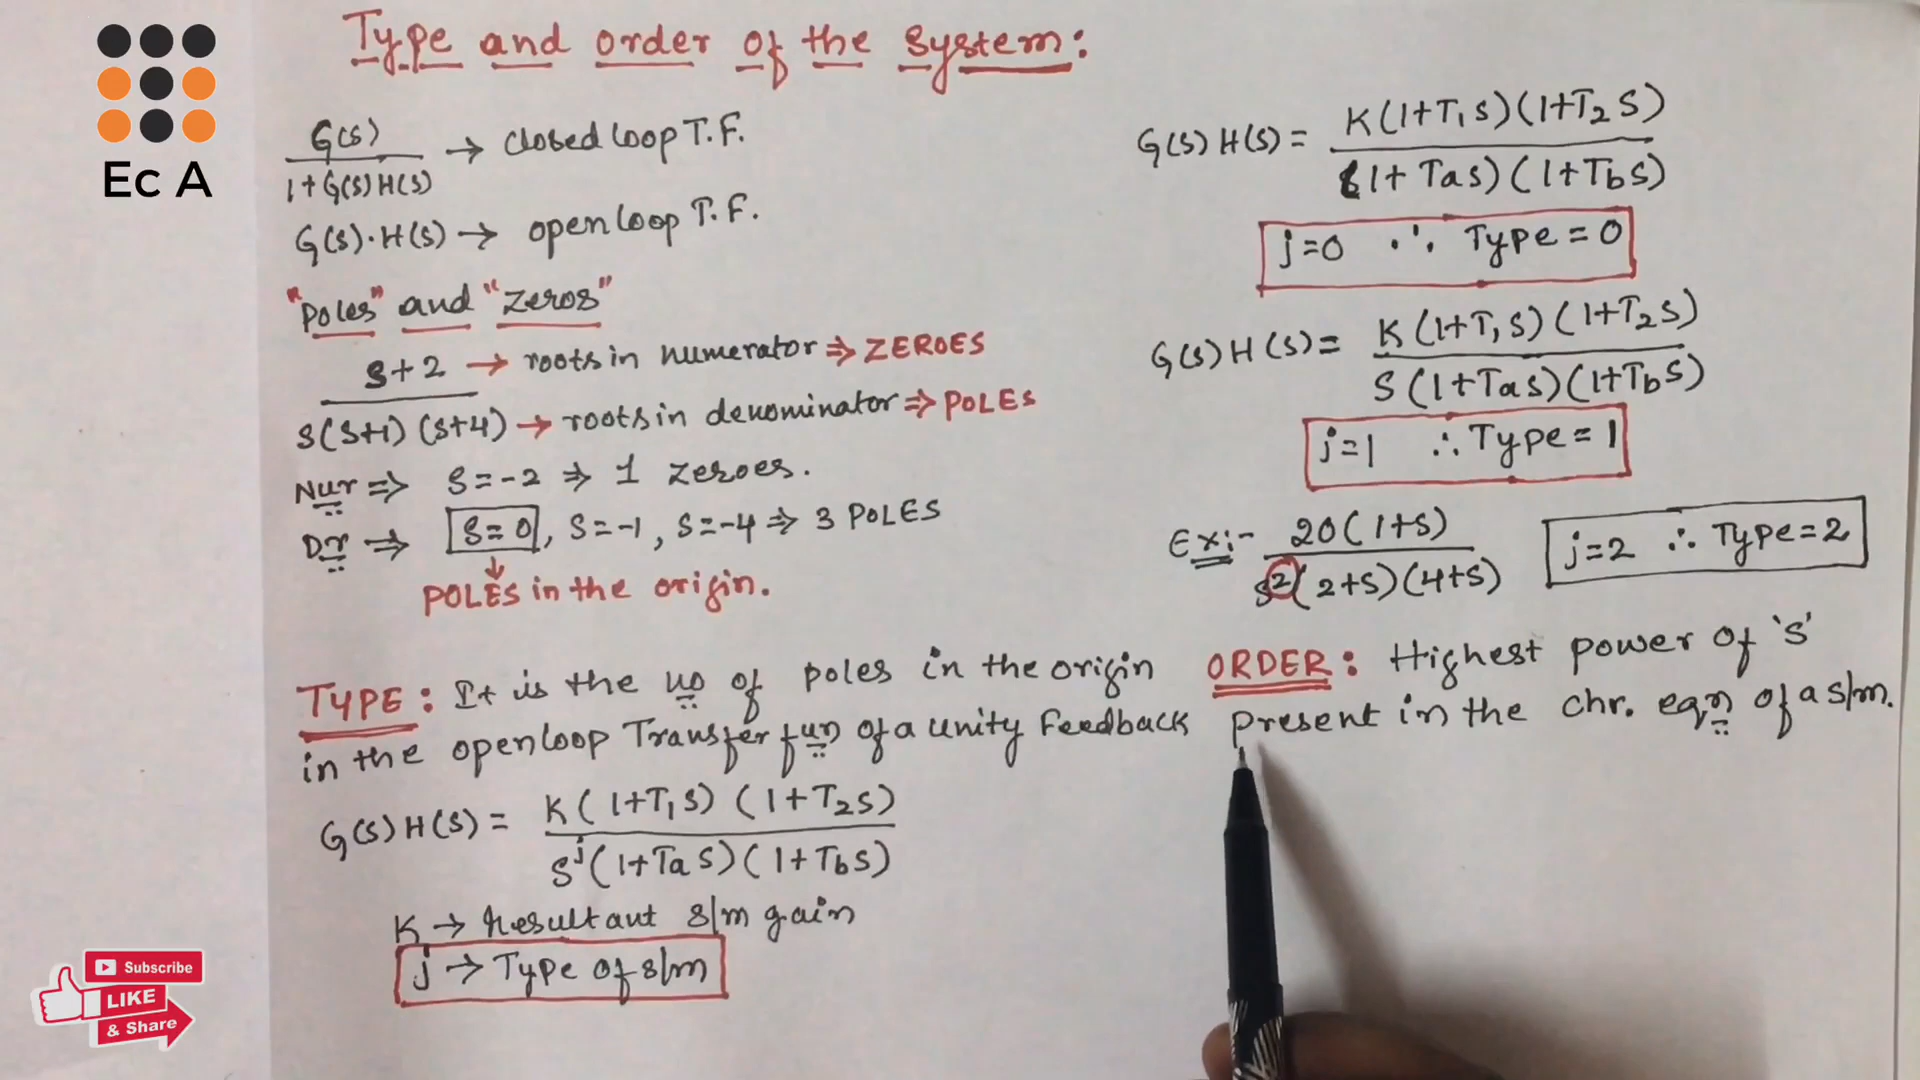 Type and order of the system:
Ec A
G(s) / 1+G(s)H(s) → closed loop T.F.
G(s)·H(s) → open loop T.F.
"Poles" and "zeros"
s+2 → roots in numerator ⇒ ZEROES
s(s+1)(s+4) → roots in denominator ⇒ POLES
Nur ⇒ s=-2 ⇒ 1 zeroes.
Dr ⇒ s=0, s=-1, s=-4 ⇒ 3 POLES
POLES in the origin.
TYPE: It is the no of poles in the origin
in the openloop Transfer fun of a unity Feedback
G(s)H(s) = K(1+T₁s)(1+T₂s) / s^j(1+Tas)(1+Tbs)
K → Resultant s/m gain
j → Type of s/m
G(s)H(s) = K(1+T₁s)(1+T₂s) / (1+Tas)(1+Tbs)
j=0 ∴ Type=0
G(s)H(s) = K(1+T₁s)(1+T₂s) / s(1+Tas)(1+Tbs)
j=1 ∴ Type=1
Ex:- 20(1+s) / s²(2+s)(4+s)
j=2 ∴ Type=2
ORDER: Highest power of 's'
present in the chr. eqn of a s/m.
Subscribe
LIKE
& Share